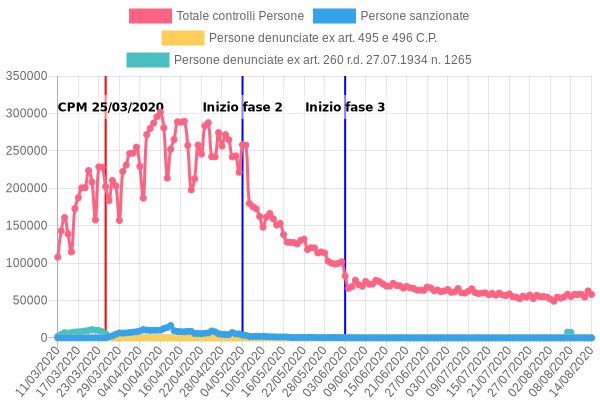 Totale controlli Persone Persone sanzionate
Persone denunciate ex art. 495 e 496 C.P.
Persone denunciate ex art. 260 r.d. 27.07.1934 n. 1265
350000
CPM 25/03/2020 Inizio fase 2 Inizio fase 3
300000
250000
200000
150000
100000
50000
0
11/03/2020 17/03/2020 23/03/2020 29/03/2020 04/04/2020 10/04/2020 16/04/2020 22/04/2020 28/04/2020 04/05/2020 10/05/2020 16/05/2020 22/05/2020 28/05/2020 03/06/2020 09/06/2020 15/06/2020 21/06/2020 27/06/2020 03/07/2020 09/07/2020 15/07/2020 21/07/2020 27/07/2020 02/08/2020 08/08/2020 14/08/2020